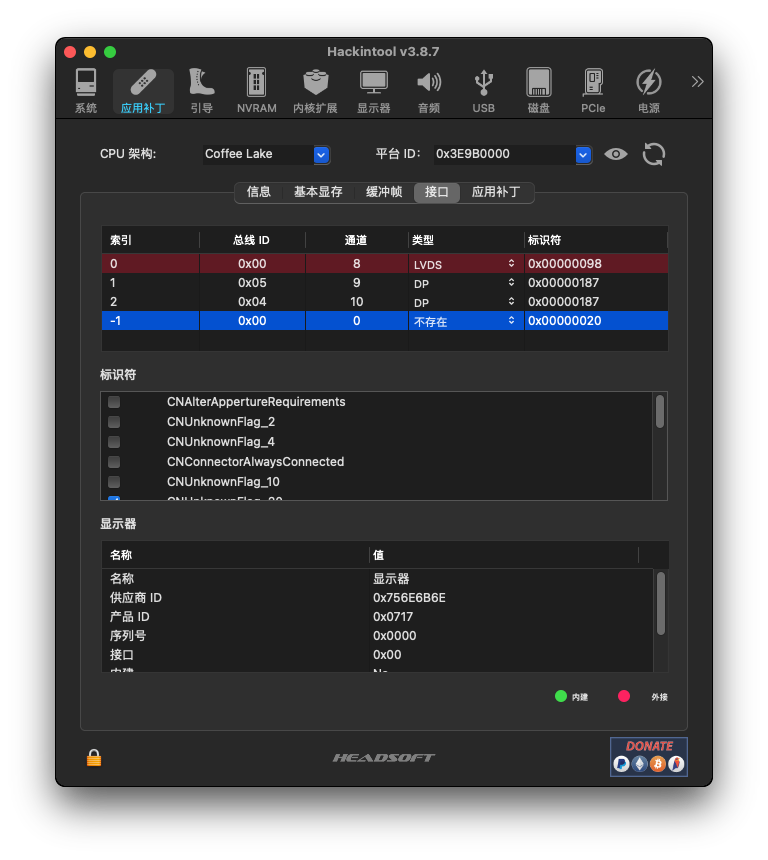 Hackintool v3.8.7
系统 应用补丁 引导 NVRAM 内核扩展 显示器 音频 USB 磁盘 PCIe 电源
CPU 架构: Coffee Lake 平台 ID: 0x3E9B0000
信息 基本显存 缓冲帧 接口 应用补丁
索引 总线 ID 通道 类型 标识符
0 0x00 8 LVDS 0x00000098
1 0x05 9 DP 0x00000187
2 0x04 10 DP 0x00000187
-1 0x00 0 不存在 0x00000020
标识符
CNAlterAppertureRequirements
CNUnknownFlag_2
CNUnknownFlag_4
CNConnectorAlwaysConnected
CNUnknownFlag_10
CNUnknownFlag_20
显示器
名称 值
名称 显示器
供应商 ID 0x756E6B6E
产品 ID 0x0717
序列号 0x0000
接口 0x00
内建 No
内建 外接
HEADSOFT
DONATE